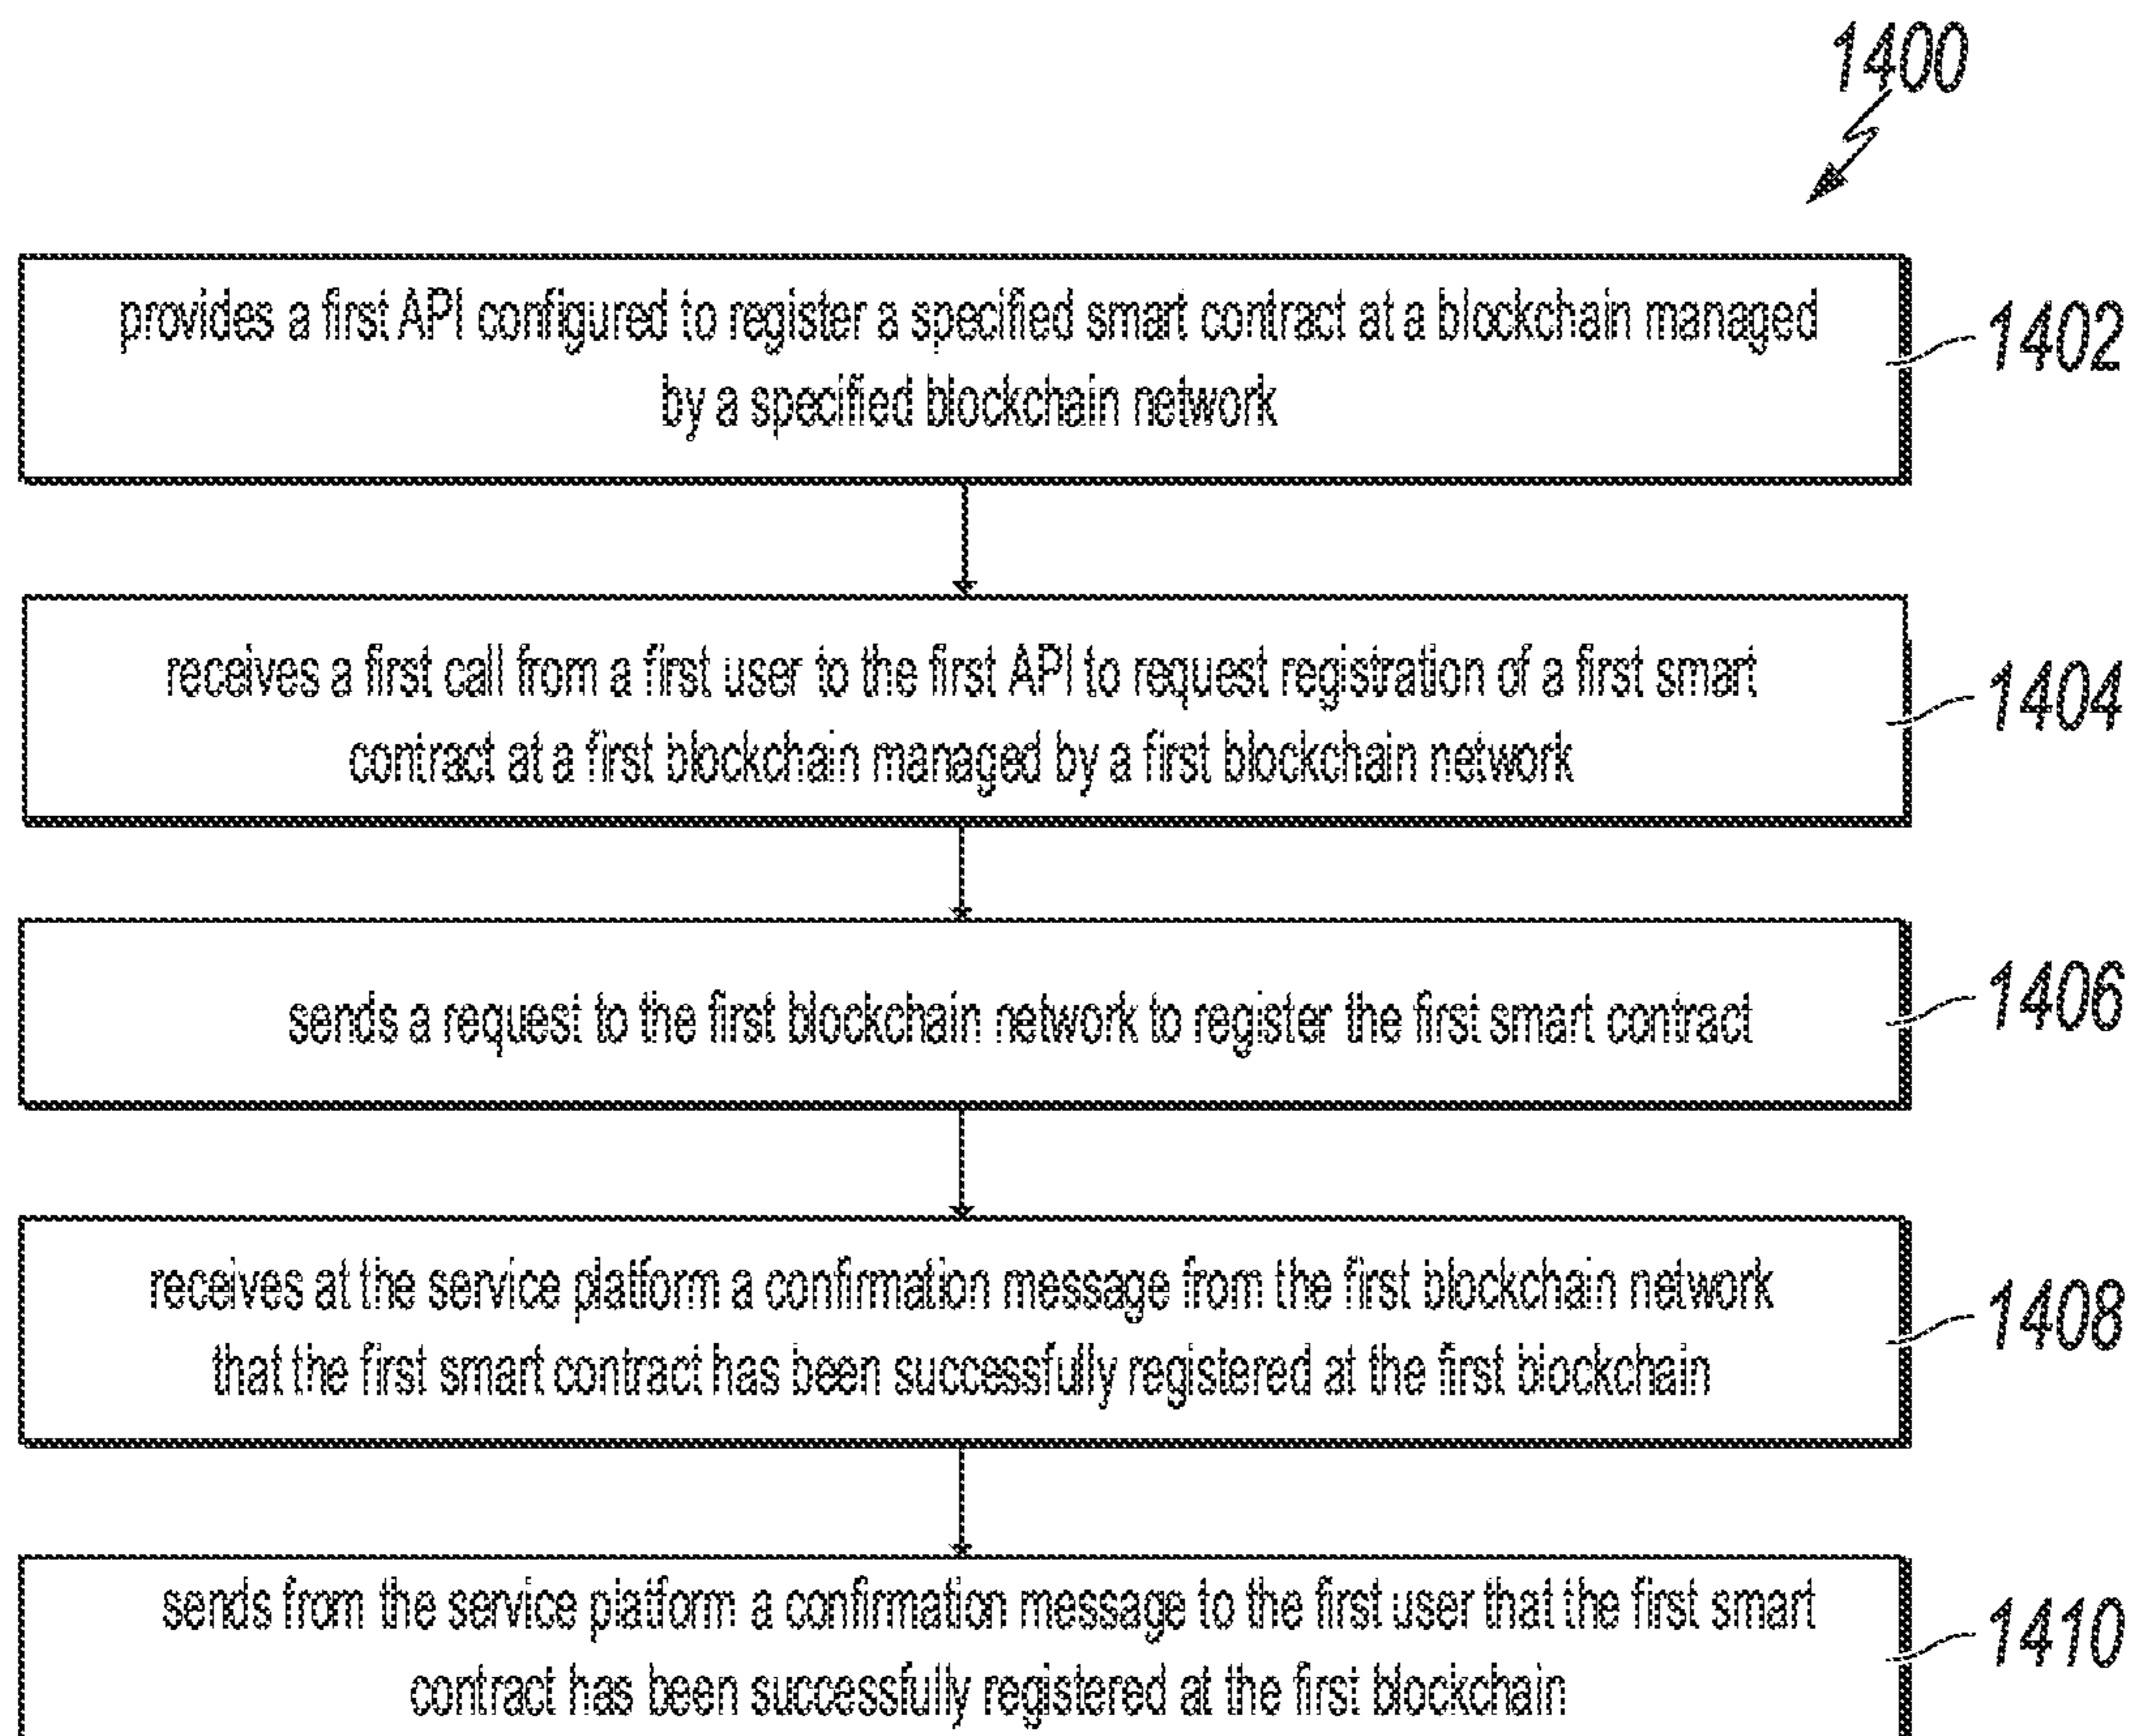 1400
provides a first API configured to register a specified smart contract at a blockchain managed
by a specified blockchain network
1402
receives a first call from a first user to the first API to request registration of a first smart
contract at a first blockchain managed by a first blockchain network
1404
sends a request to the first blockchain network to register the first smart contract
1406
receives at the service platform a confirmation message from the first blockchain network
that the first smart contract has been successfully registered at the first blockchain
1408
sends from the service platform a confirmation message to the first user that the first smart
contract has been successfully registered at the first blockchain
1410